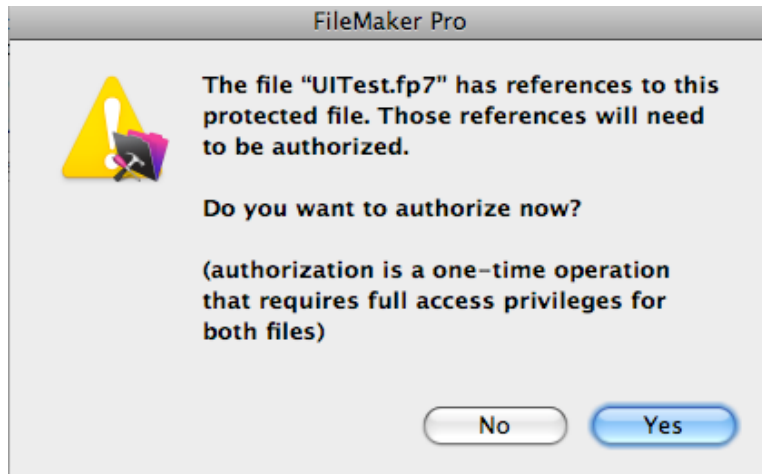 FileMaker Pro
The file “UITest.fp7” has references to this
protected file. Those references will need
to be authorized.
Do you want to authorize now?
(authorization is a one-time operation
that requires full access privileges for
both files)
No
Yes